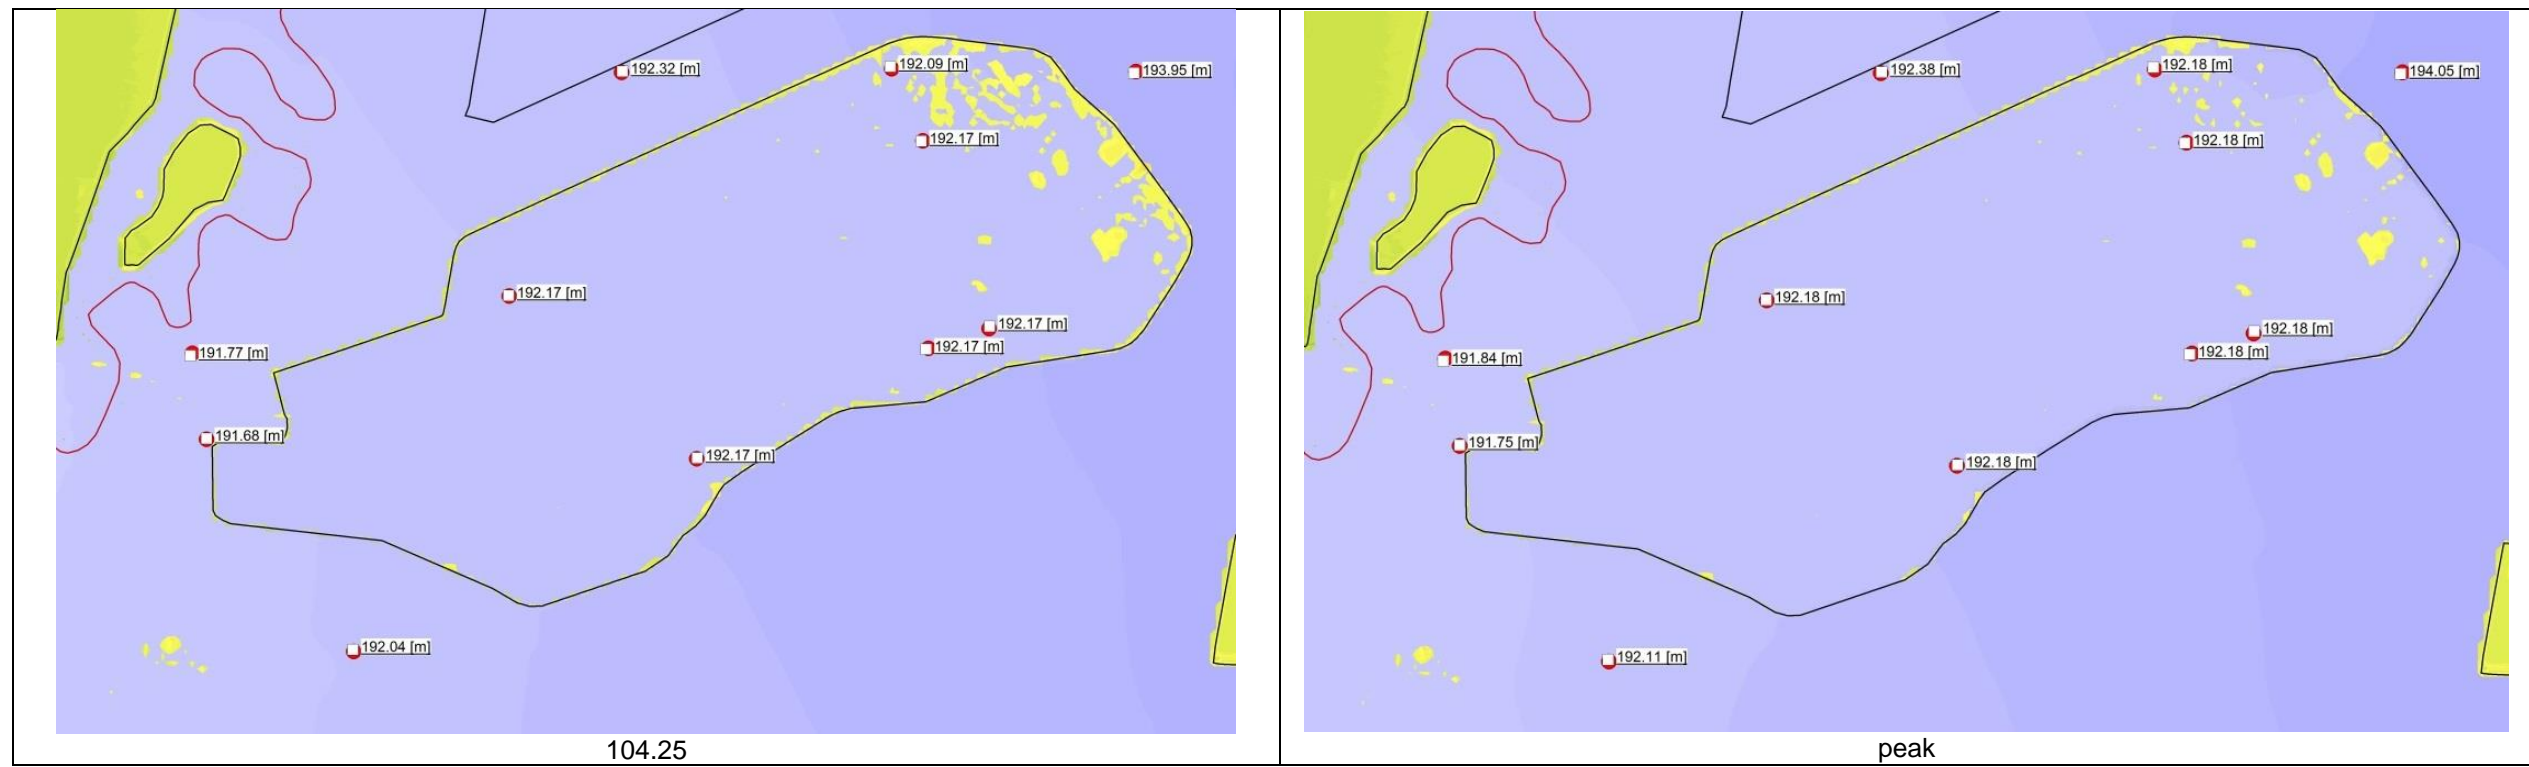 192.32 [m]
192.09 [m]
193.95 [m]
192.17 [m]
192.17 [m]
192.17 [m]
192.17 [m]
191.77 [m]
191.68 [m]
192.17 [m]
192.04 [m]
104.25
192.38 [m]
192.18 [m]
194.05 [m]
192.18 [m]
192.18 [m]
192.18 [m]
192.18 [m]
191.84 [m]
191.75 [m]
192.18 [m]
192.11 [m]
peak